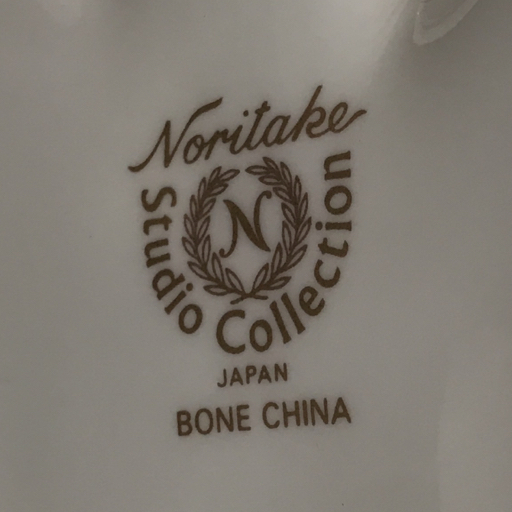 Noritake
N
Studio Collection
JAPAN
BONE CHINA